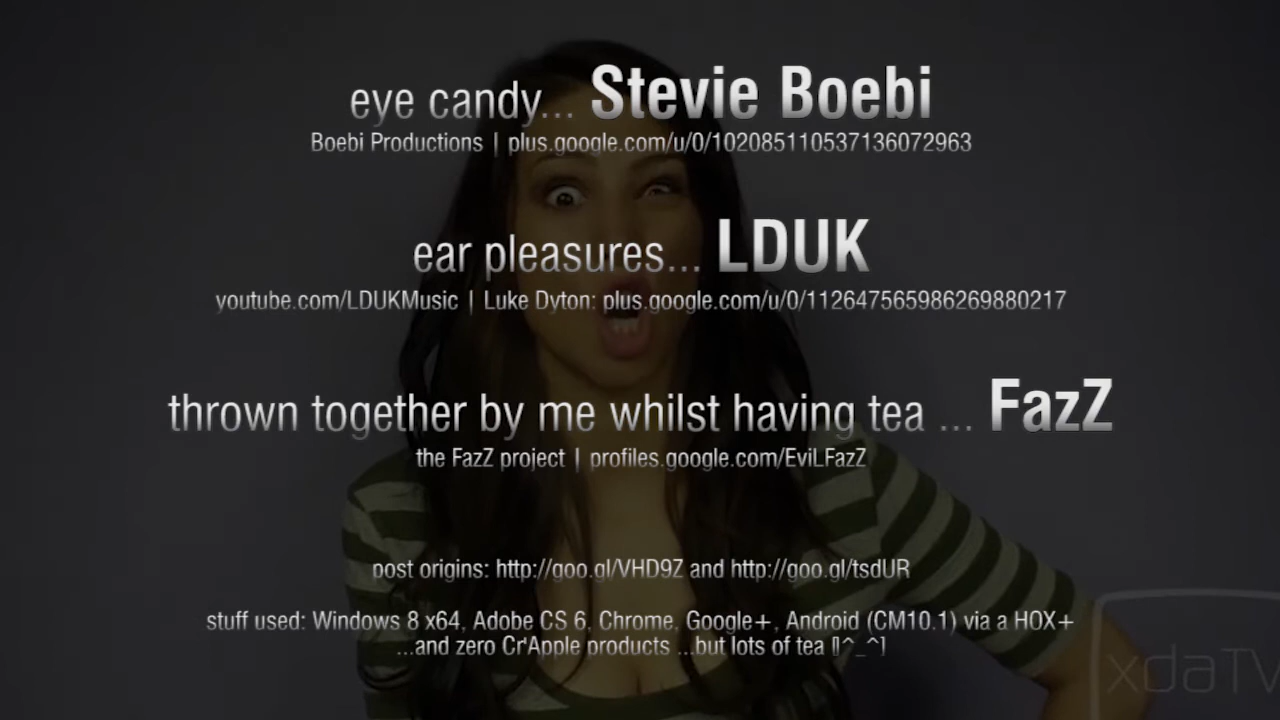 eye candy... Stevie Boebi
Boebi Productions | plus.google.com/u/0/102085110537136072963
ear pleasures... LDUK
youtube.com/LDUKMusic | Luke Dyton: plus.google.com/u/0/112647565986269880217
thrown together by me whilst having tea ... FazZ
the FazZ project | profiles.google.com/EviLFazZ
post origins: http://goo.gl/VHD9Z and http://goo.gl/tsdUR
stuff used: Windows 8 x64, Adobe CS 6, Chrome, Google+, Android (CM10.1) via a HOX+
...and zero Cr'Apple products ...but lots of tea [|^_^]
xdaTV